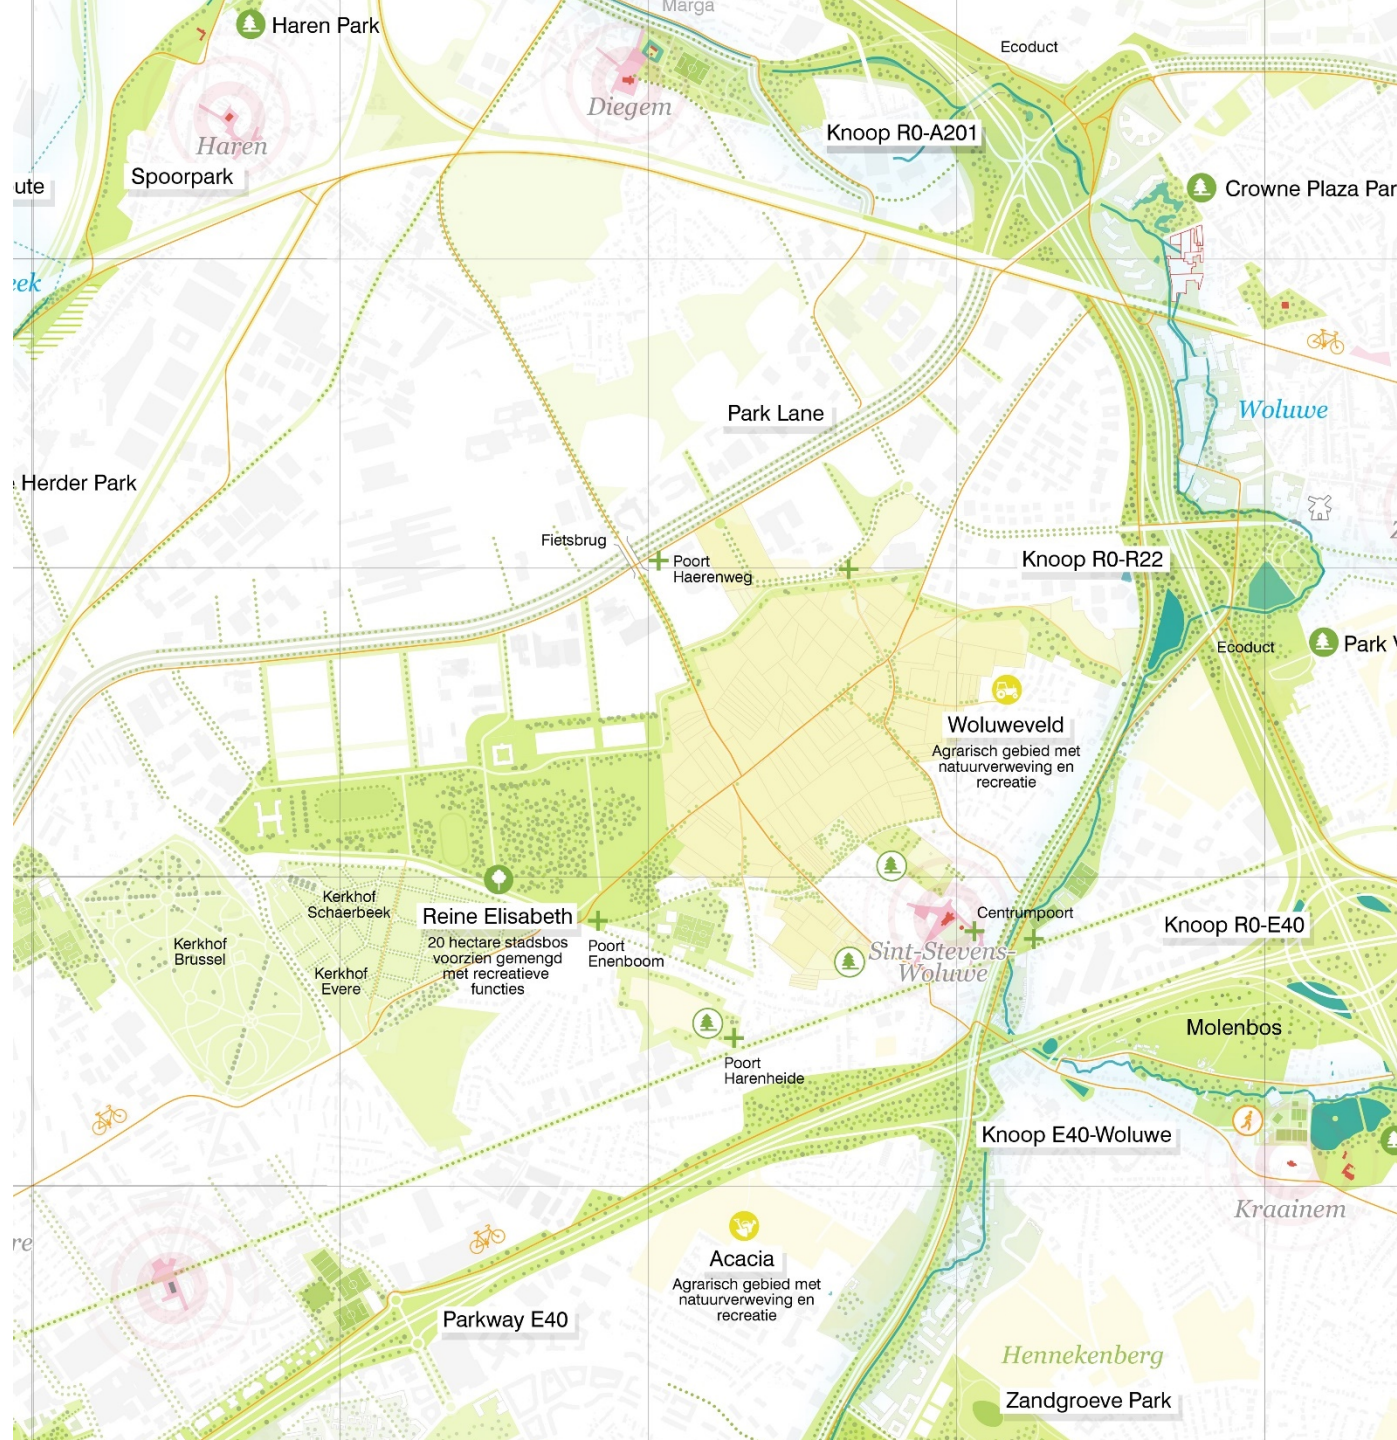 Marga
Haren Park
Ecoduct
Diegem
Knoop R0-A201
Haren
Spoorpark
Crowne Plaza Par
ute
eek
Woluwe
Park Lane
Herder Park
Fietsbrug
Poort
Haerenweg
Knoop R0-R22
Ecoduct
Park
Woluweveld
Agrarisch gebied met
natuurverweving en
recreatie
Kerkhof
Schaerbeek
Reine Elisabeth
20 hectare stadsbos
voorzien gemengd
met recreatieve
functies
Centrumpoort
Knoop R0-E40
Kerkhof
Brussel
Poort
Enenboom
Sint-Stevens-
Woluwe
Kerkhof
Evere
Molenbos
Poort
Harenheide
Knoop E40-Woluwe
Kraainem
re
Acacia
Agrarisch gebied met
natuurverweving en
recreatie
Parkway E40
Hennekenberg
Zandgroeve Park